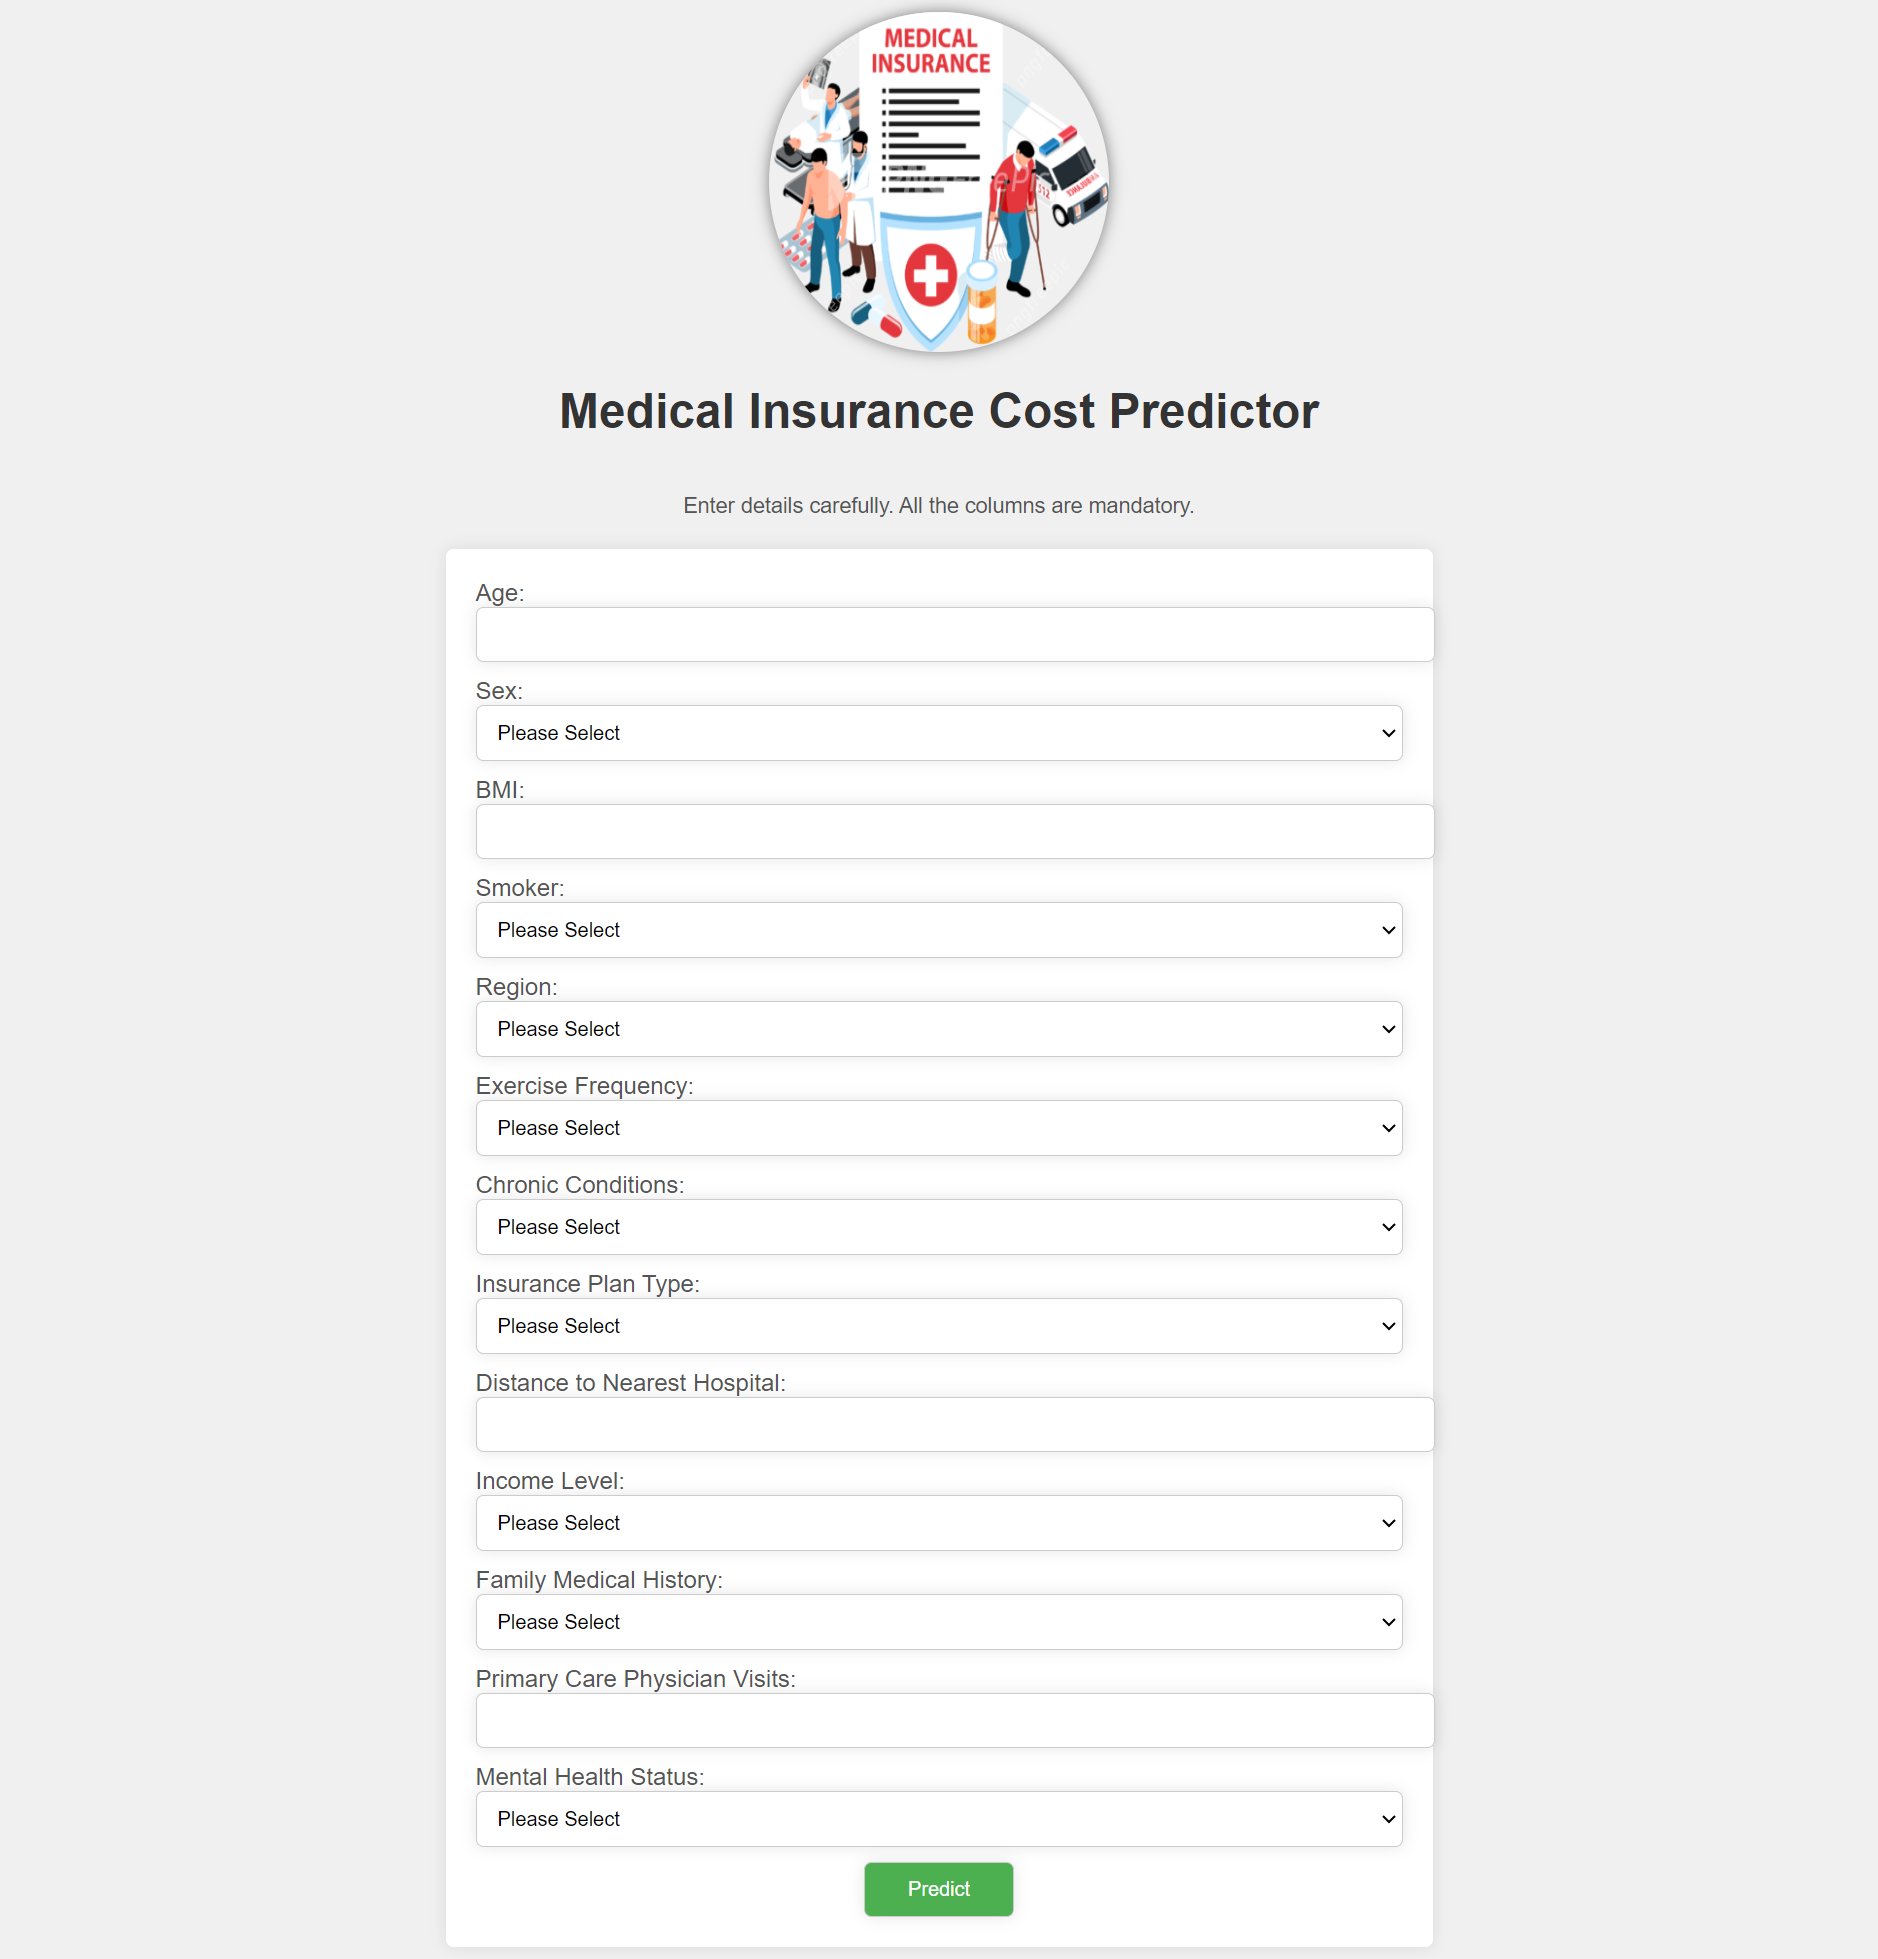 MEDICAL
INSURANCE
512
AMBULANCE
Medical Insurance Cost Predictor
Enter details carefully. All the columns are mandatory.
Age:
Sex:
Please Select
BMI:
Smoker:
Please Select
Region:
Please Select
Exercise Frequency:
Please Select
Chronic Conditions:
Please Select
Insurance Plan Type:
Please Select
Distance to Nearest Hospital:
Income Level:
Please Select
Family Medical History:
Please Select
Primary Care Physician Visits:
Mental Health Status:
Please Select
Predict